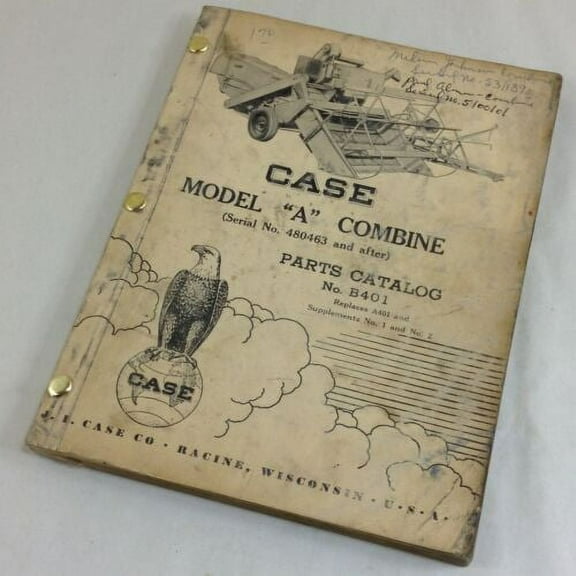 CASE
MODEL "A" COMBINE
(Serial No. 480463 and after)
PARTS CATALOG
No. B401
Replaces A401 and
Supplements No. 1 and No. 2
CASE
J. I. CASE CO · RACINE, WISCONSIN · U·S·A·